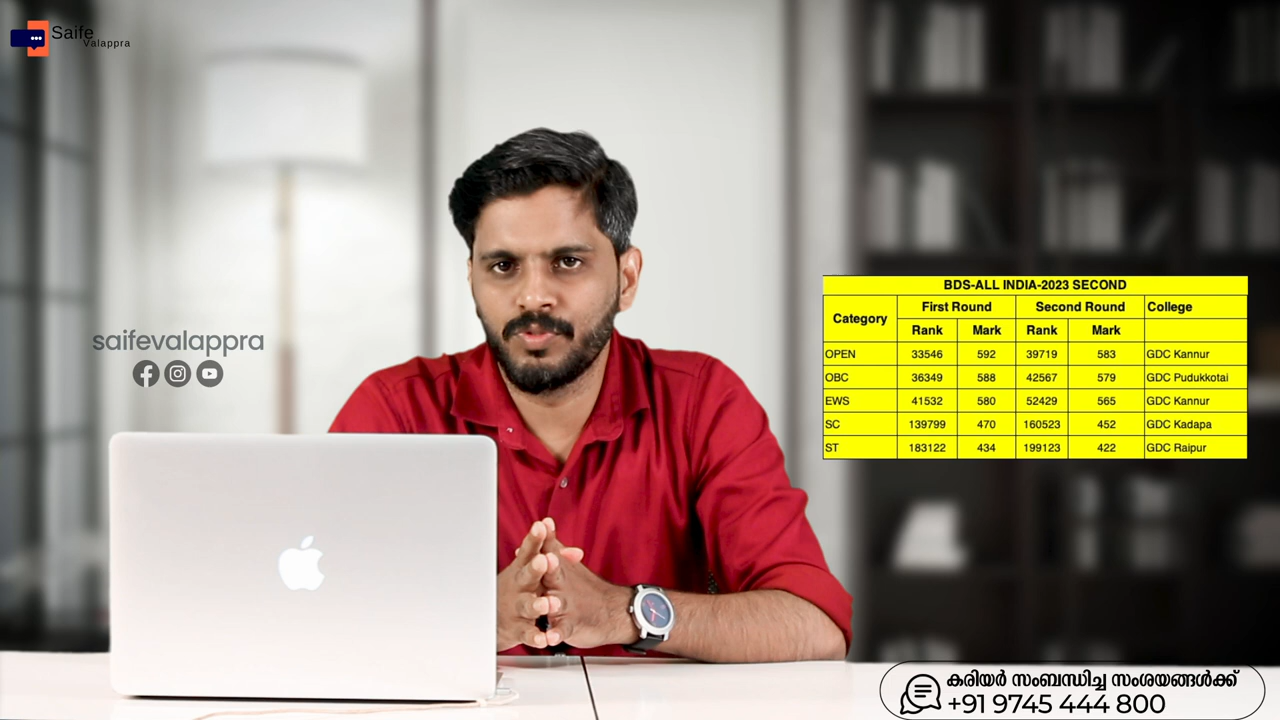 Saife
Valappra
saifevalappra
BDS-ALL INDIA-2023 SECOND
Category First Round Second Round College
Rank Mark Rank Mark
OPEN 33546 592 39719 583 GDC Kannur
OBC 36349 588 42567 579 GDC Pudukkotai
EWS 41532 580 52429 565 GDC Kannur
SC 139799 470 160523 452 GDC Kadapa
ST 183122 434 199123 422 GDC Raipur
കരിയർ സംബന്ധിച്ച സംശയങ്ങൾക്ക്
+91 9745 444 800